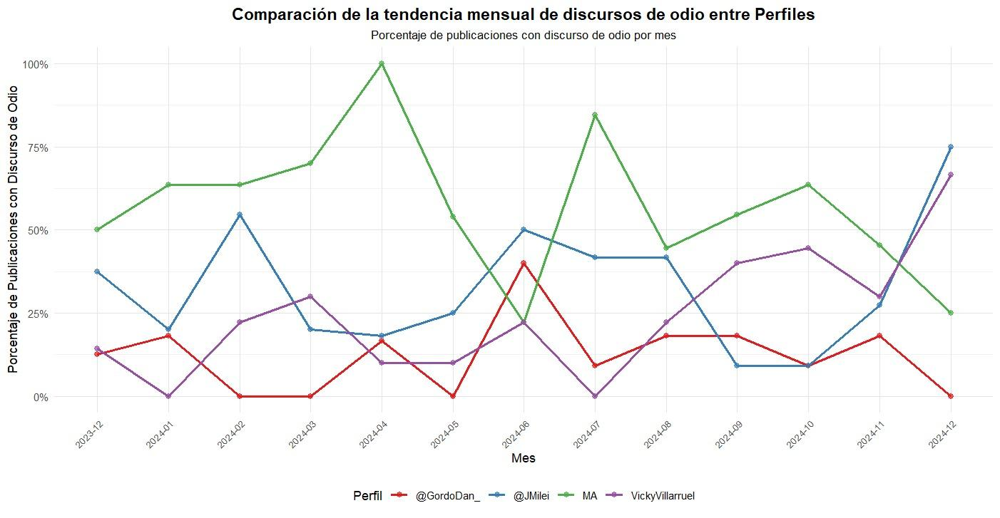 Comparación de la tendencia mensual de discursos de odio entre Perfiles
Porcentaje de publicaciones con discurso de odio por mes
Porcentaje de Publicaciones con Discurso de Odio
100%
75%
50%
25%
0%
2023-12 2024-01 2024-02 2024-03 2024-04 2024-05 2024-06 2024-07 2024-08 2024-09 2024-10 2024-11 2024-12
Mes
Perfil @GordoDan_ @JMilei MA VickyVillarruel